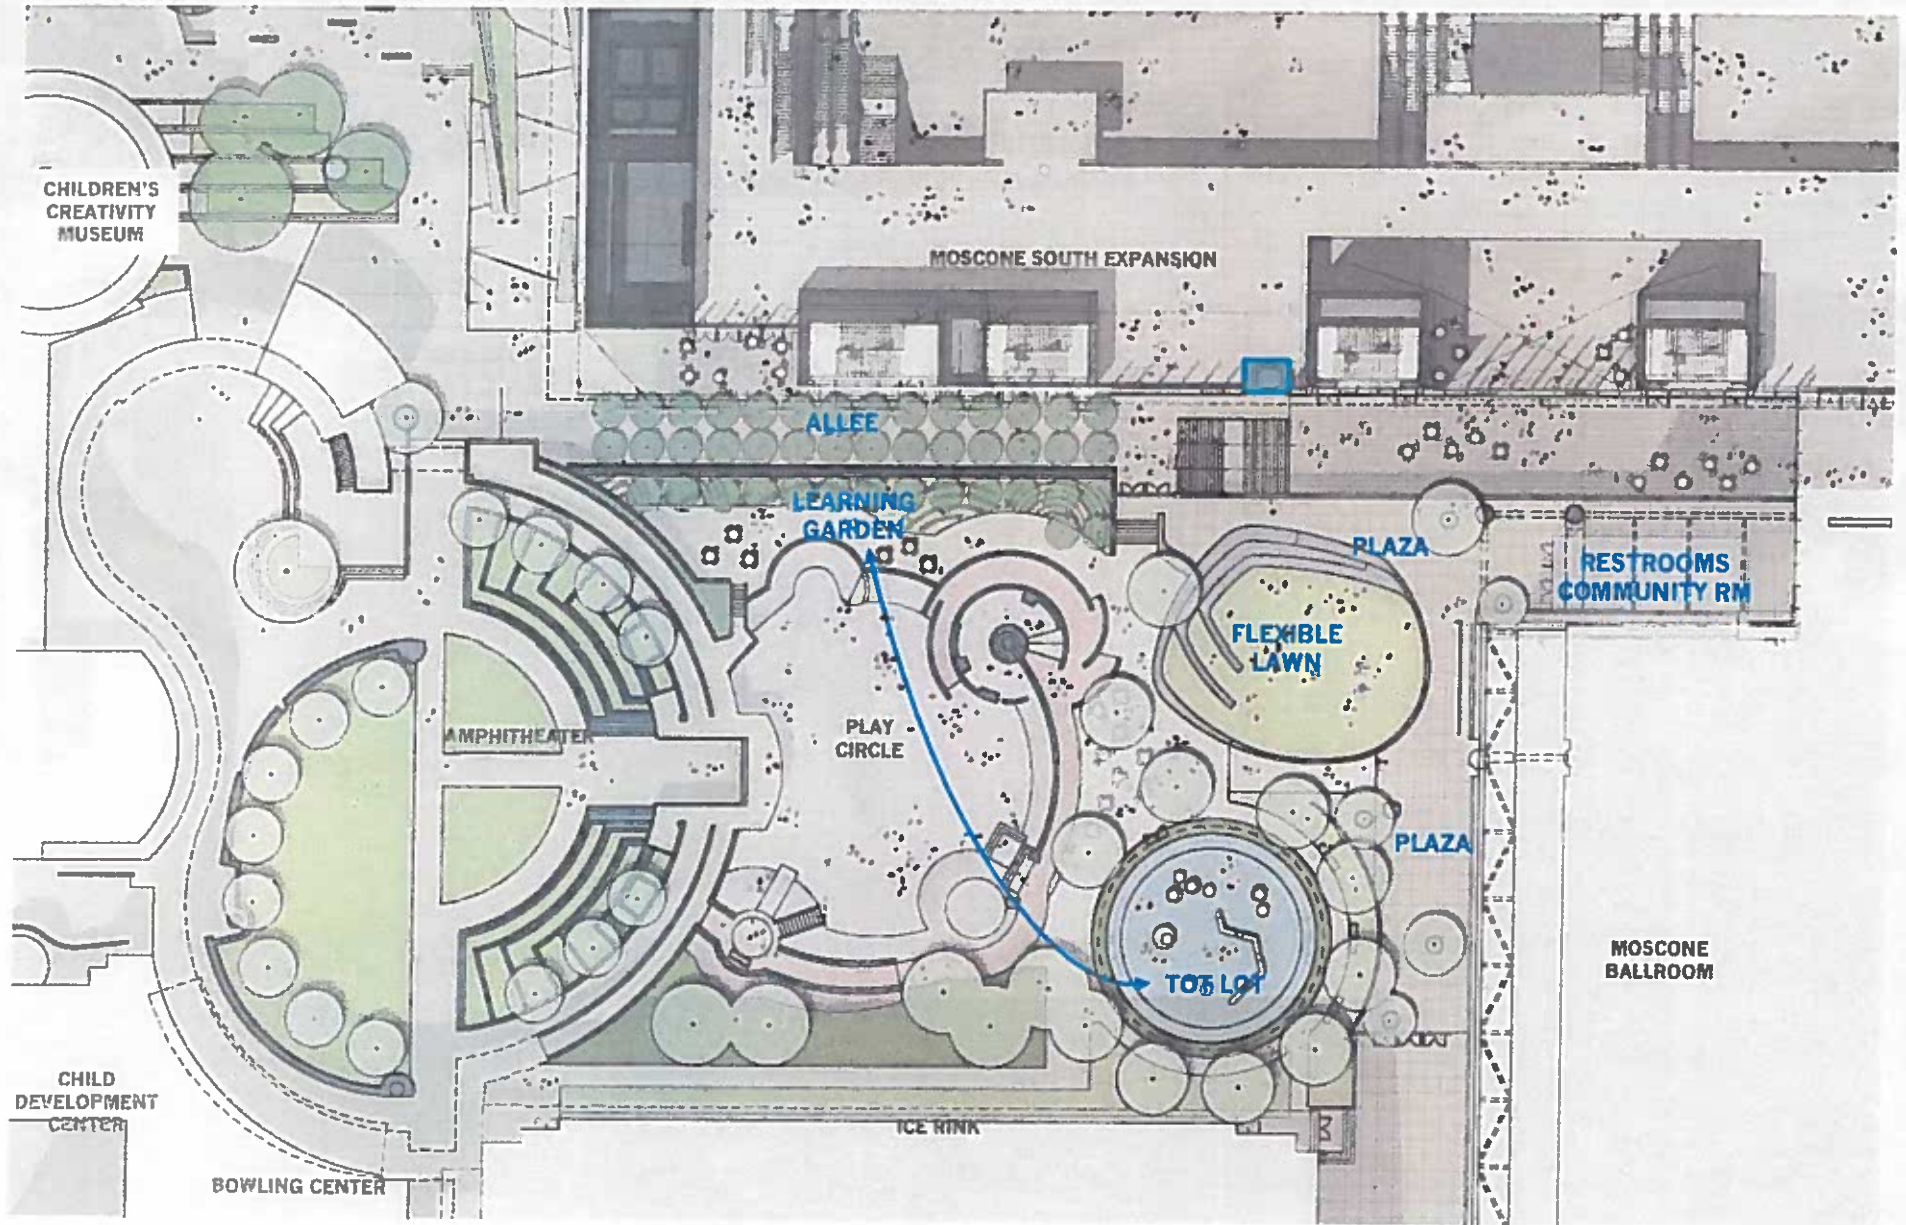 CHILDREN'S
CREATIVITY
MUSEUM
MOSCONE SOUTH EXPANSION
ALLEE
LEARNING
GARDEN
PLAZA
RESTROOMS
COMMUNITY RM
FLEXIBLE
LAWN
AMPHITHEATER
PLAY
CIRCLE
PLAZA
TOT LOT
MOSCONE
BALLROOM
CHILD
DEVELOPMENT
CENTER
ICE RINK
BOWLING CENTER